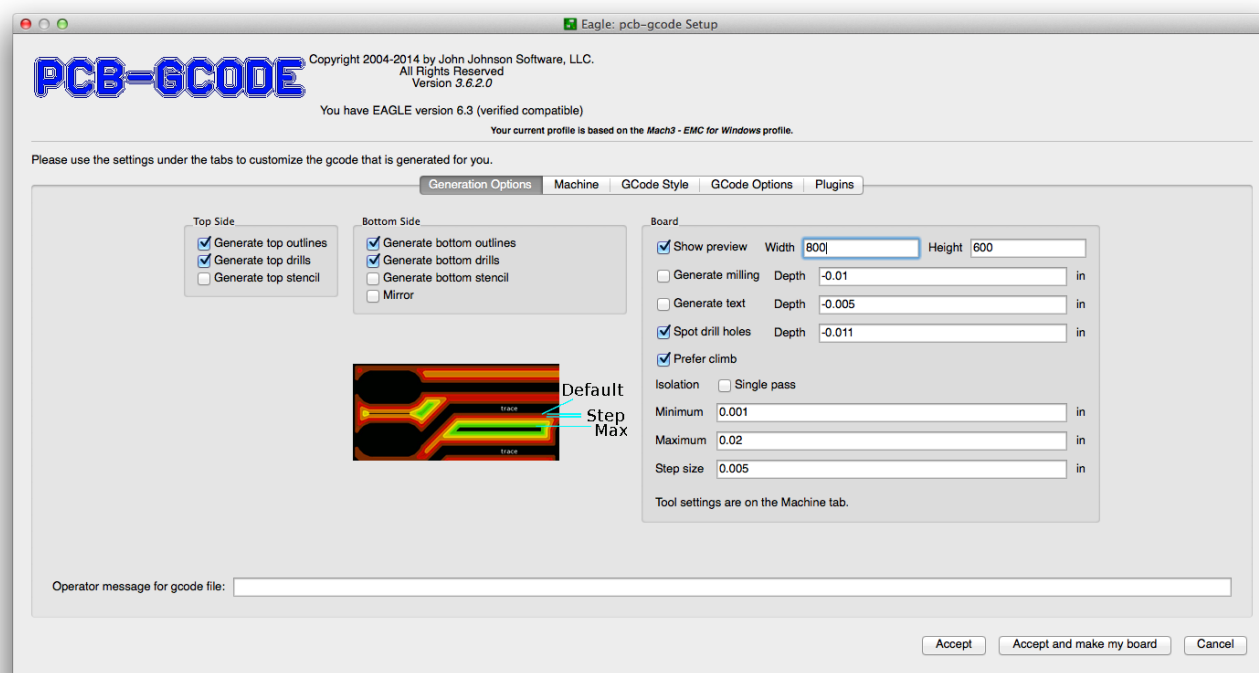 Eagle: pcb-gcode Setup
PCB-GCODE
Copyright 2004-2014 by John Johnson Software, LLC.
All Rights Reserved
Version 3.6.2.0
You have EAGLE version 6.3 (verified compatible)
Your current profile is based on the Mach3 - EMC for Windows profile.
Please use the settings under the tabs to customize the gcode that is generated for you.
Generation Options Machine GCode Style GCode Options Plugins
Top Side
Generate top outlines
Generate top drills
Generate top stencil
Bottom Side
Generate bottom outlines
Generate bottom drills
Generate bottom stencil
Mirror
trace
trace
Default
Step
Max
Board
Show preview Width 800 Height 600
Generate milling Depth -0.01 in
Generate text Depth -0.005 in
Spot drill holes Depth -0.011 in
Prefer climb
Isolation Single pass
Minimum 0.001 in
Maximum 0.02 in
Step size 0.005 in
Tool settings are on the Machine tab.
Operator message for gcode file:
Accept Accept and make my board Cancel